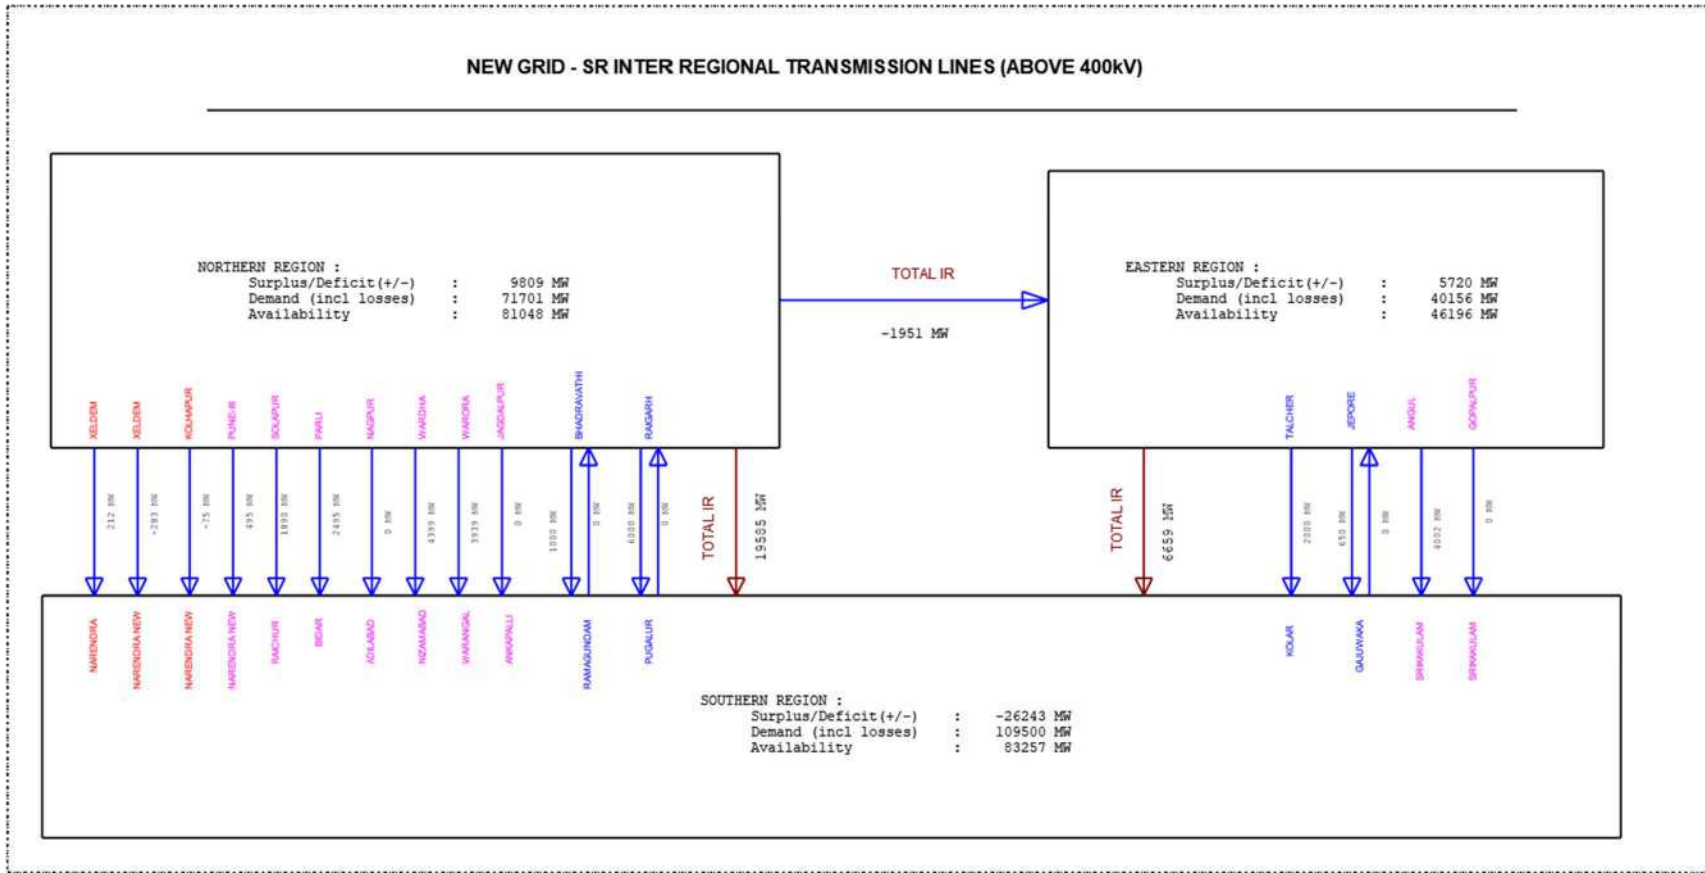 NEW GRID - SR INTER REGIONAL TRANSMISSION LINES (ABOVE 400kV)
NORTHERN REGION :
Surplus/Deficit(+/-) : 9809 MW
Demand (incl losses) : 71701 MW
Availability : 81048 MW
TOTAL IR
-1951 MW
EASTERN REGION :
Surplus/Deficit(+/-) : 5720 MW
Demand (incl losses) : 40156 MW
Availability : 46196 MW
XELDEM
XELDEM
KOLHAPUR
PUNE-III
SOLAPUR
PARLI
NAGPUR
WARDHA
WARORA
JAGDALPUR
BHADRAVATHI
RAIGARH
TALCHER
JEPORE
ANGUL
GOPALPUR
212 MW
-283 MW
-75 MW
495 MW
1890 MW
2495 MW
0 MW
4399 MW
3939 MW
0 MW
1000 MW
0 MW
6000 MW
0 MW
TOTAL IR
19585 MW
TOTAL IR
6659 MW
2000 MW
650 MW
0 MW
4002 MW
0 MW
NARENDRA
NARENDRA NEW
NARENDRA NEW
NARENDRA NEW
RAICHUR
BIDAR
ADILABAD
NIZAMABAD
WARANGAL
ANKAPALLI
RAMAGUNDAM
PUGALUR
KOLAR
GAJUWAKA
SRIKAKULAM
SRIKAKULAM
SOUTHERN REGION :
Surplus/Deficit(+/-) : -26243 MW
Demand (incl losses) : 109500 MW
Availability : 83257 MW